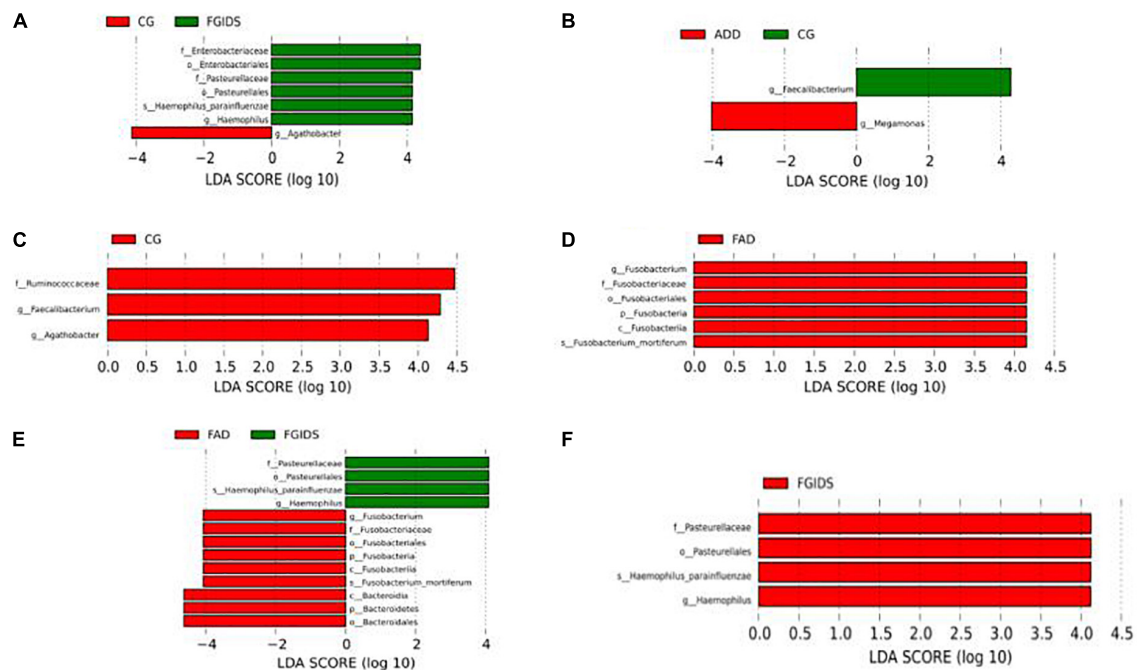 A
CG FGIDS
f__Enterobacteriaceae
o__Enterobacteriales
f__Pasteurellaceae
o__Pasteurellales
s__Haemophilus_parainfluenzae
g__Haemophilus
g__Agathobacter
−4 −2 0 2 4
LDA SCORE (log 10)
B
ADD CG
g__Faecalibacterium
g__Megamonas
−4 −2 0 2 4
LDA SCORE (log 10)
C
CG
f__Ruminococcaceae
g__Faecalibacterium
g__Agathobacter
0.0 0.5 1.0 1.5 2.0 2.5 3.0 3.5 4.0 4.5
LDA SCORE (log 10)
D
FAD
g__Fusobacterium
f__Fusobacteriaceae
o__Fusobacteriales
p__Fusobacteria
c__Fusobacteriia
s__Fusobacterium_mortiferum
0.0 0.5 1.0 1.5 2.0 2.5 3.0 3.5 4.0 4.5
LDA SCORE (log 10)
E
FAD FGIDS
f__Pasteurellaceae
o__Pasteurellales
s__Haemophilus_parainfluenzae
g__Haemophilus
g__Fusobacterium
f__Fusobacteriaceae
o__Fusobacteriales
p__Fusobacteria
c__Fusobacteriia
s__Fusobacterium_mortiferum
c__Bacteroidia
p__Bacteroidetes
o__Bacteroidales
−4 −2 0 2 4
LDA SCORE (log 10)
F
FGIDS
f__Pasteurellaceae
o__Pasteurellales
s__Haemophilus_parainfluenzae
g__Haemophilus
0.0 0.5 1.0 1.5 2.0 2.5 3.0 3.5 4.0 4.5
LDA SCORE (log 10)